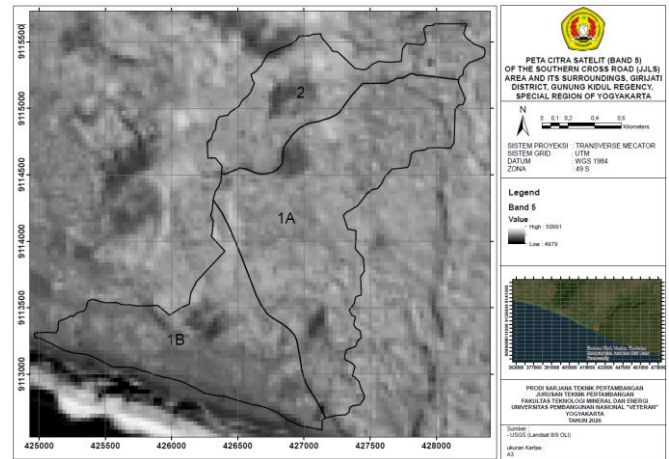 9115500
9115000
9114500
9114000
9113500
9113000
425000 425500 426000 426500 427000 427500 428000
2
1A
1B
PETA CITRA SATELIT (BAND 5)
OF THE SOUTHERN CROSS ROAD (JJLS)
AREA AND ITS SURROUNDINGS, GIRIJATI
DISTRICT, GUNUNG KIDUL REGENCY,
SPECIAL REGION OF YOGYAKARTA
N
0 0,1 0,2 0,4 0,6
Kilometers
SISTEM PROYEKSI : TRANSVERSE MECATOR
SISTEM GRID : UTM
DATUM : WGS 1984
ZONA : 49 S
Legend
Band 5
Value
High : 50991
Low : 4979
PRODI SARJANA TEKNIK PERTAMBANGAN
JURUSAN TEKNIK PERTAMBANGAN
FAKULTAS TEKNOLOGI MINERAL DAN ENERGI
UNIVERSITAS PEMBANGUNAN NASIONAL "VETERAN"
YOGYAKARTA
TAHUN 2026
Sumber :
- USGS (Landsat 8/9 OLI)
ukuran Kertas :
A3